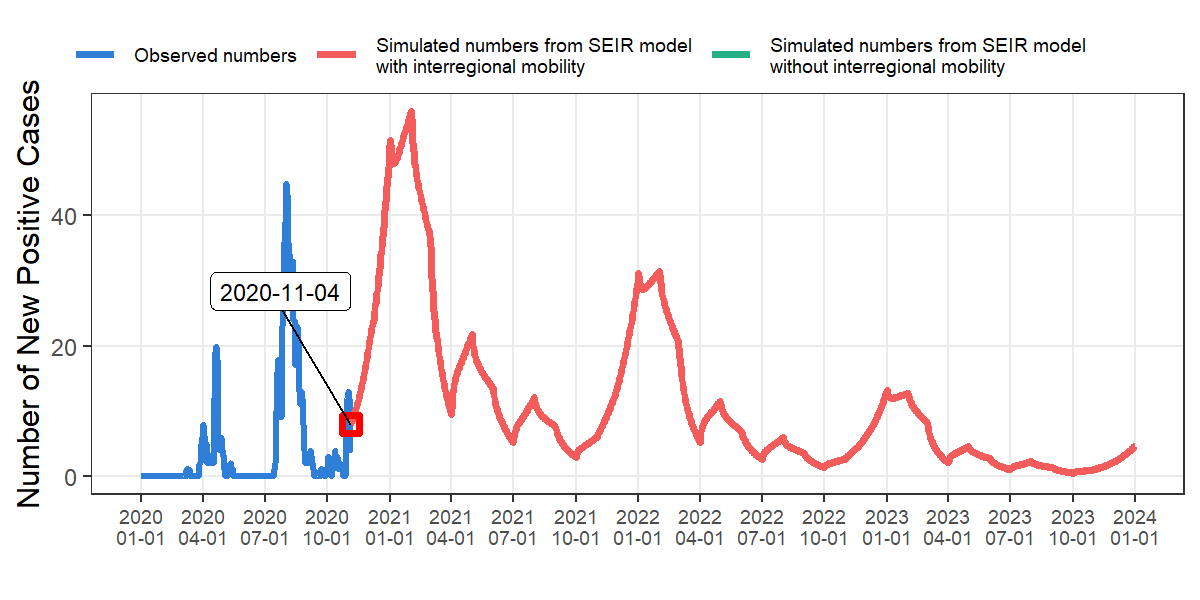 Observed numbers
Simulated numbers from SEIR model
with interregional mobility
Simulated numbers from SEIR model
without interregional mobility
Number of New Positive Cases
40
20
0
2020-11-04
2020 2020 2020 2020 2021 2021 2021 2021 2022 2022 2022 2022 2023 2023 2023 2023 2024
01-01 04-01 07-01 10-01 01-01 04-01 07-01 10-01 01-01 04-01 07-01 10-01 01-01 04-01 07-01 10-01 01-01